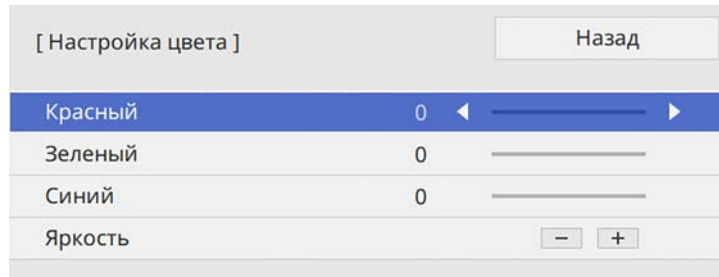 [ Настройка цвета ] Назад
Красный 0
Зеленый 0
Синий 0
Яркость − +